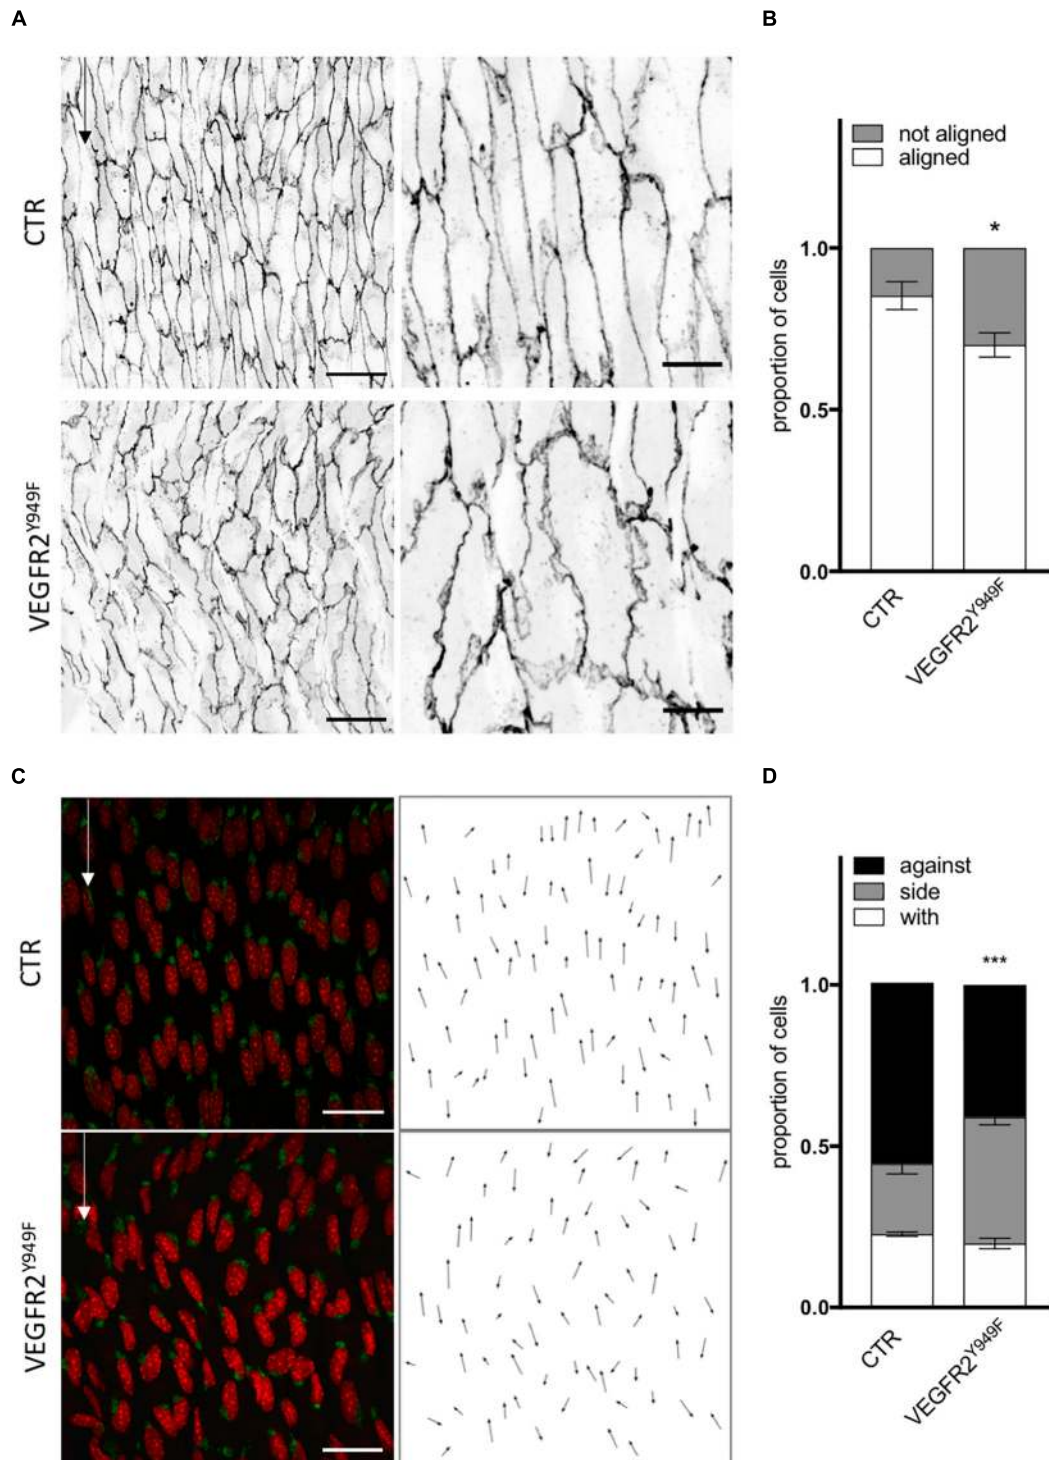 A
CTR
VEGFR2Y949F
B
not aligned
aligned
*
1.0
0.5
0.0
proportion of cells
CTR
VEGFR2Y949F
C
CTR
VEGFR2Y949F
D
against
side
with
***
1.0
0.5
0.0
proportion of cells
CTR
VEGFR2Y949F